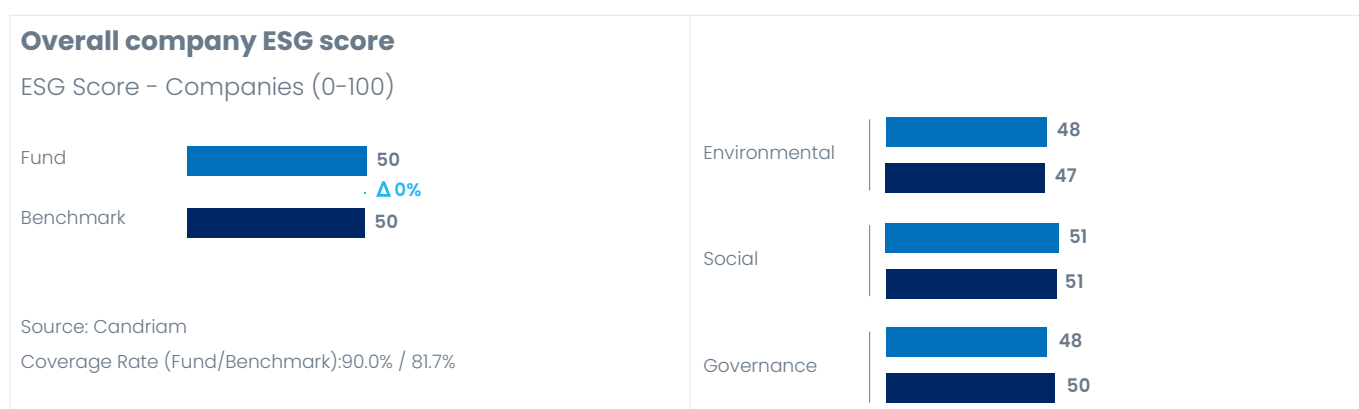 Overall company ESG score
ESG Score - Companies (0-100)
Fund
50
Δ 0%
Benchmark
50
Source: Candriam
Coverage Rate (Fund/Benchmark):90.0% / 81.7%
Environmental
48
47
Social
51
51
Governance
48
50